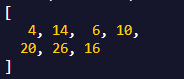 [
   4, 14,  6, 10,
  20, 26, 16
]